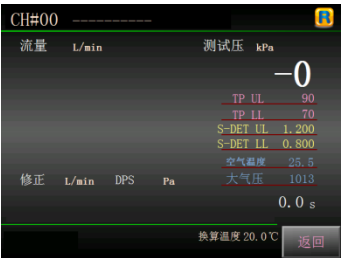 CH#00 ----------
R
流量 L/min 测试压 kPa
-0
TP UL 90
TP LL 70
S-DET UL 1.200
S-DET LL 0.800
空气温度 25.5
修正 L/min DPS Pa 大气压 1013
0.0 s
换算温度 20.0℃ 返回